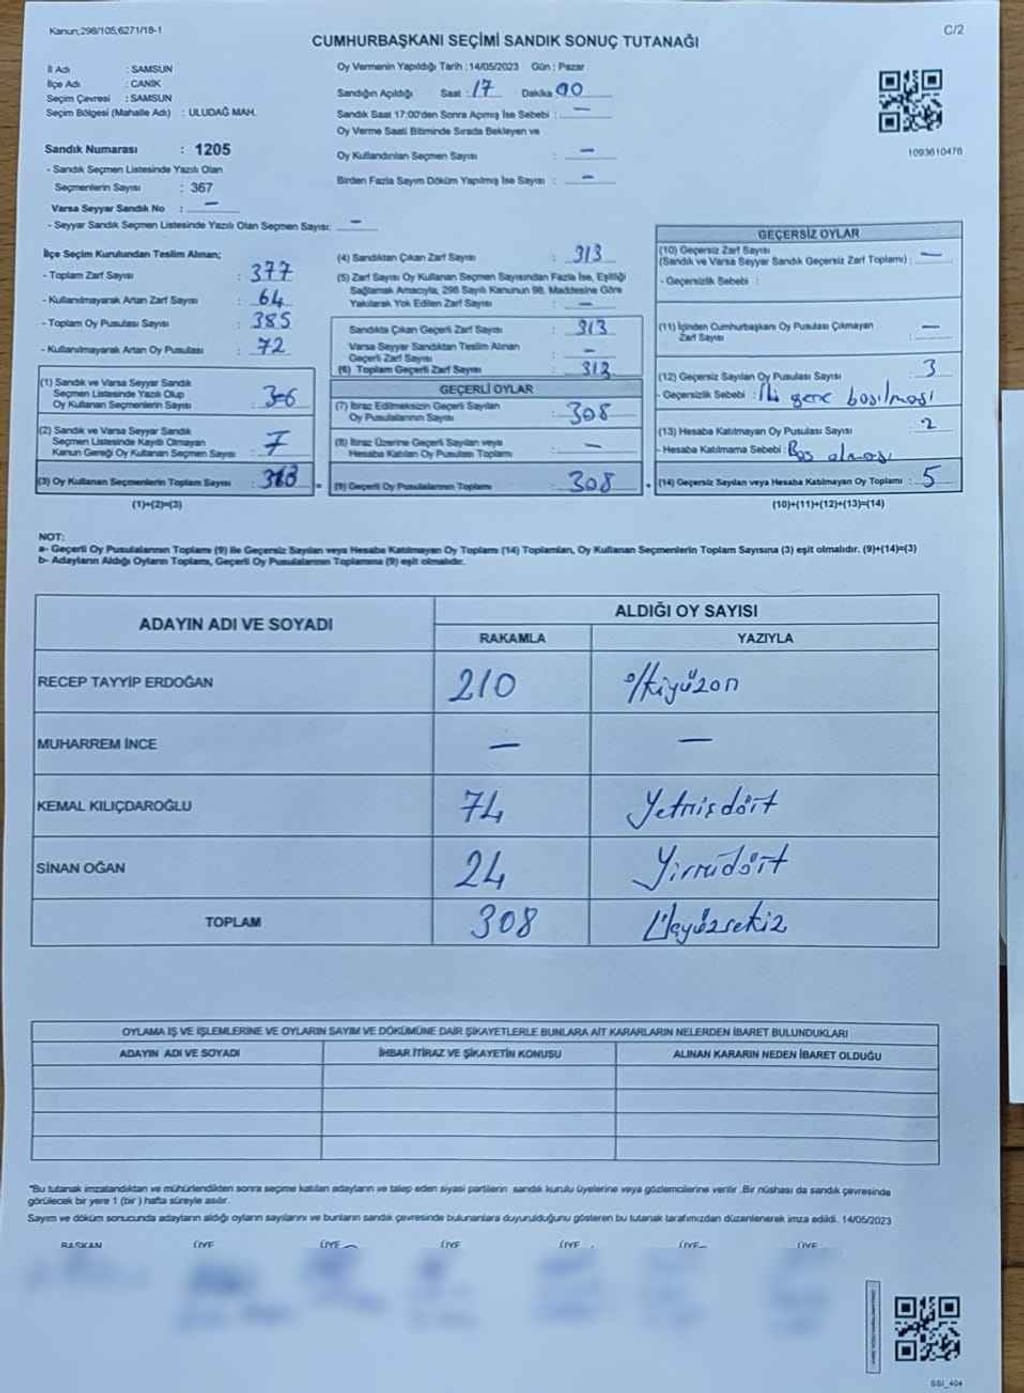 Kanun;298/105,6271/18-1
C/2
CUMHURBAŞKANI SEÇİMİ SANDIK SONUÇ TUTANAĞI
İl Adı : SAMSUN
İlçe Adı : CANİK
Seçim Çevresi : SAMSUN
Seçim Bölgesi (Mahalle Adı) : ULUDAĞ MAH.
Sandık Numarası : 1205
- Sandık Seçmen Listesinde Yazılı Olan
Seçmenlerin Sayısı : 367
Varsa Seyyar Sandık No : —
- Seyyar Sandık Seçmen Listesinde Yazılı Olan Seçmen Sayısı: —
Oy Vermenin Yapıldığı Tarih :14/05/2023 Gün : Pazar
Sandığın Açıldığı Saat : 17 Dakika 00
Sandık Saat 17:00'den Sonra Açmış İse Sebebi : —
Oy Verme Saati Bitiminde Sırada Bekleyen ve
Oy Kullandırılan Seçmen Sayısı : —
Birden Fazla Sayım Döküm Yapılmış İse Sayısı : —
1093610476
İlçe Seçim Kurulundan Teslim Alınan;
- Toplam Zarf Sayısı : 377
- Kullanılmayarak Artan Zarf Sayısı : 64
- Toplam Oy Pusulası Sayısı : 385
- Kullanılmayarak Artan Oy Pusulası : 72
(1) Sandık ve Varsa Seyyar Sandık
Seçmen Listesinde Yazılı Olup
Oy Kullanan Seçmenlerin Sayısı : 306
(2) Sandık ve Varsa Seyyar Sandık
Seçmen Listesinde Kayıtlı Olmayan
Kanun Gereği Oy Kullanan Seçmen Sayısı : 7
(3) Oy Kullanan Seçmenlerin Toplam Sayısı : 313
(1)+(2)=(3)
(4) Sandıktan Çıkan Zarf Sayısı : 313
(5) Zarf Sayısı Oy Kullanan Seçmen Sayısından Fazla İse, Eşitliği
Sağlamak Amacıyla, 298 Sayılı Kanunun 98. Maddesine Göre
Yakılarak Yok Edilen Zarf Sayısı : —
Sandıkta Çıkan Geçerli Zarf Sayısı : 313
Varsa Seyyar Sandıktan Teslim Alınan
Geçerli Zarf Sayısı : —
(6) Toplam Geçerli Zarf Sayısı : 313
GEÇERLİ OYLAR
(7) İtiraz Edilmeksizin Geçerli Sayılan
Oy Pusulalarının Sayısı : 308
(8) İtiraz Üzerine Geçerli Sayılan veya
Hesaba Katılan Oy Pusulası Toplamı : —
= (9) Geçerli Oy Pusulalarının Toplamı : 308
GEÇERSİZ OYLAR
(10) Geçersiz Zarf Sayısı
(Sandık ve Varsa Seyyar Sandık Geçersiz Zarf Toplamı) : —
- Geçersizlik Sebebi :
(11) İçinden Cumhurbaşkanı Oy Pusulası Çıkmayan
Zarf Sayısı : —
(12) Geçersiz Sayılan Oy Pusulası Sayısı : 3
- Geçersizlik Sebebi : basılması
(13) Hesaba Katılmayan Oy Pusulası Sayısı : 2
- Hesaba Katılmama Sebebi : Boş olması
+ (14) Geçersiz Sayılan veya Hesaba Katılmayan Oy Toplamı : 5
(10)+(11)+(12)+(13)=(14)
NOT:
a- Geçerli Oy Pusulalarının Toplamı (9) ile Geçersiz Sayılan veya Hesaba Katılmayan Oy Toplamı (14) Toplamları, Oy Kullanan Seçmenlerin Toplam Sayısına (3) eşit olmalıdır. (9)+(14)=(3)
b- Adayların Aldığı Oyların Toplamı, Geçerli Oy Pusulalarının Toplamına (9) eşit olmalıdır.
ADAYIN ADI VE SOYADI
ALDIĞI OY SAYISI
RAKAMLA YAZIYLA
RECEP TAYYİP ERDOĞAN 210 İkiyüzon
MUHARREM İNCE — —
KEMAL KILIÇDAROĞLU 74 Yetmişdört
SİNAN OĞAN 24 Yirmidört
TOPLAM 308 Üçyüzsekiz
OYLAMA İŞ VE İŞLEMLERİNE VE OYLARIN SAYIM VE DÖKÜMÜNE DAİR ŞİKAYETLERLE BUNLARA AİT KARARLARIN NELERDEN İBARET BULUNDUKLARI
ADAYIN ADI VE SOYADI İHBAR İTİRAZ VE ŞİKAYETİN KONUSU ALINAN KARARIN NEDEN İBARET OLDUĞU
*Bu tutanak imzalandıktan ve mühürlendikten sonra seçime katılan adayların ve talep eden siyasi partilerin sandık kurulu üyelerine veya gözlemcilerine verilir. Bir nüshası da sandık çevresinde
görülecek bir yere 1 (bir ) hafta süreyle asılır.
Sayım ve döküm sonucunda adayların aldığı oyların sayılarını ve bunların sandık çevresinde bulunanlara duyurulduğunu gösteren bu tutanak tarafımızdan düzenlenerek imza edildi. 14/05/2023
BAŞKAN ÜYE ÜYE ÜYE ÜYE ÜYE ÜYE